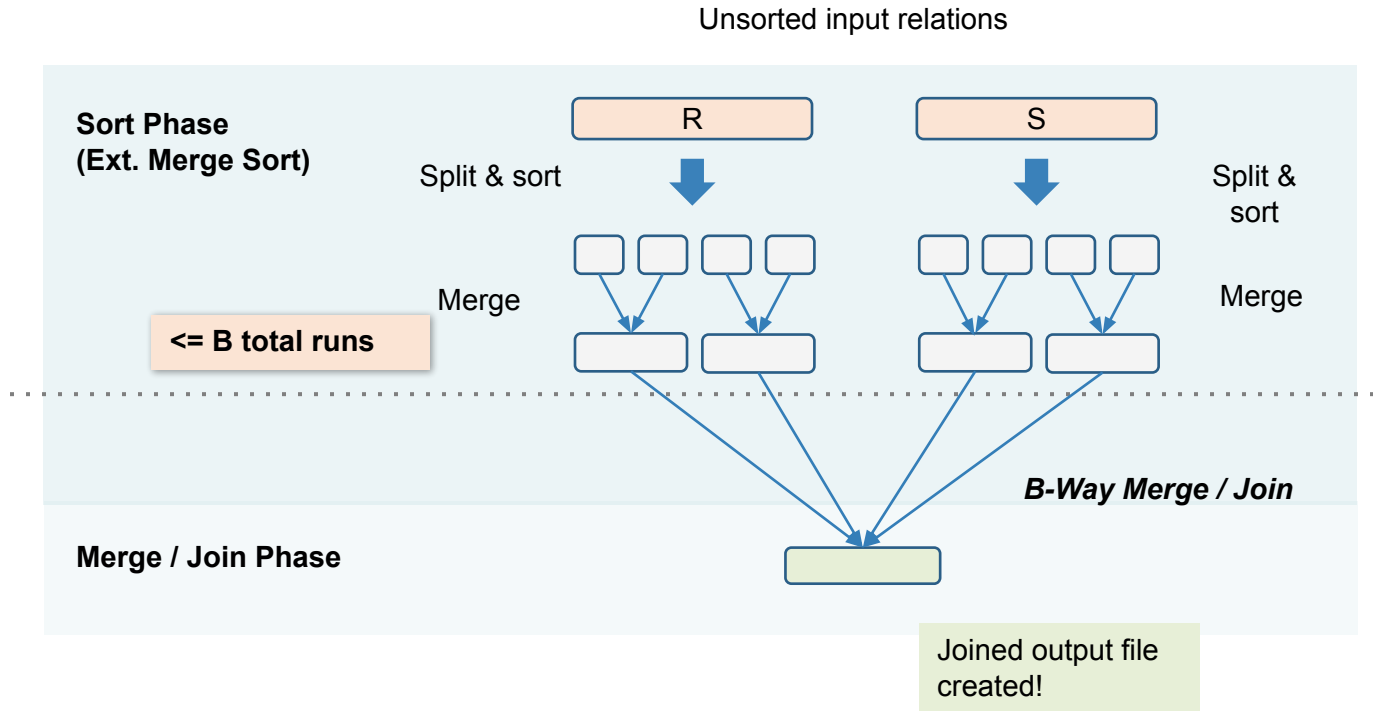 Unsorted input relations
Sort Phase
(Ext. Merge Sort)
R
S
Split & sort
Split &
sort
Merge
Merge
<= B total runs
B-Way Merge / Join
Merge / Join Phase
Joined output file
created!